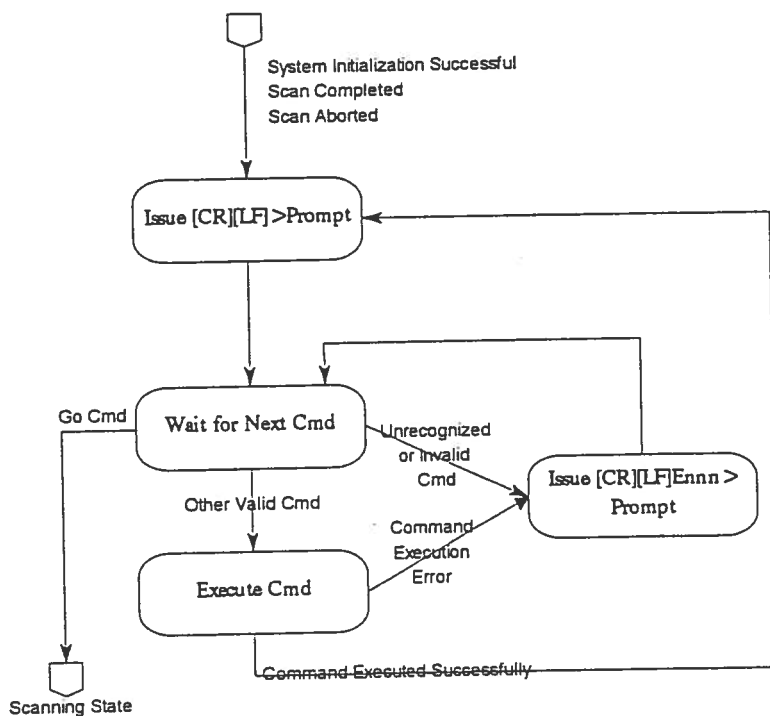 System Initialization Successful
Scan Completed
Scan Aborted
Issue [CR][LF]>Prompt
Go Cmd
Wait for Next Cmd
Unrecognized
or Invalid
Cmd
Issue [CR][LF]Ennn >
Prompt
Other Valid Cmd
Command
Execution
Error
Execute Cmd
Command Executed Successfully
Scanning State